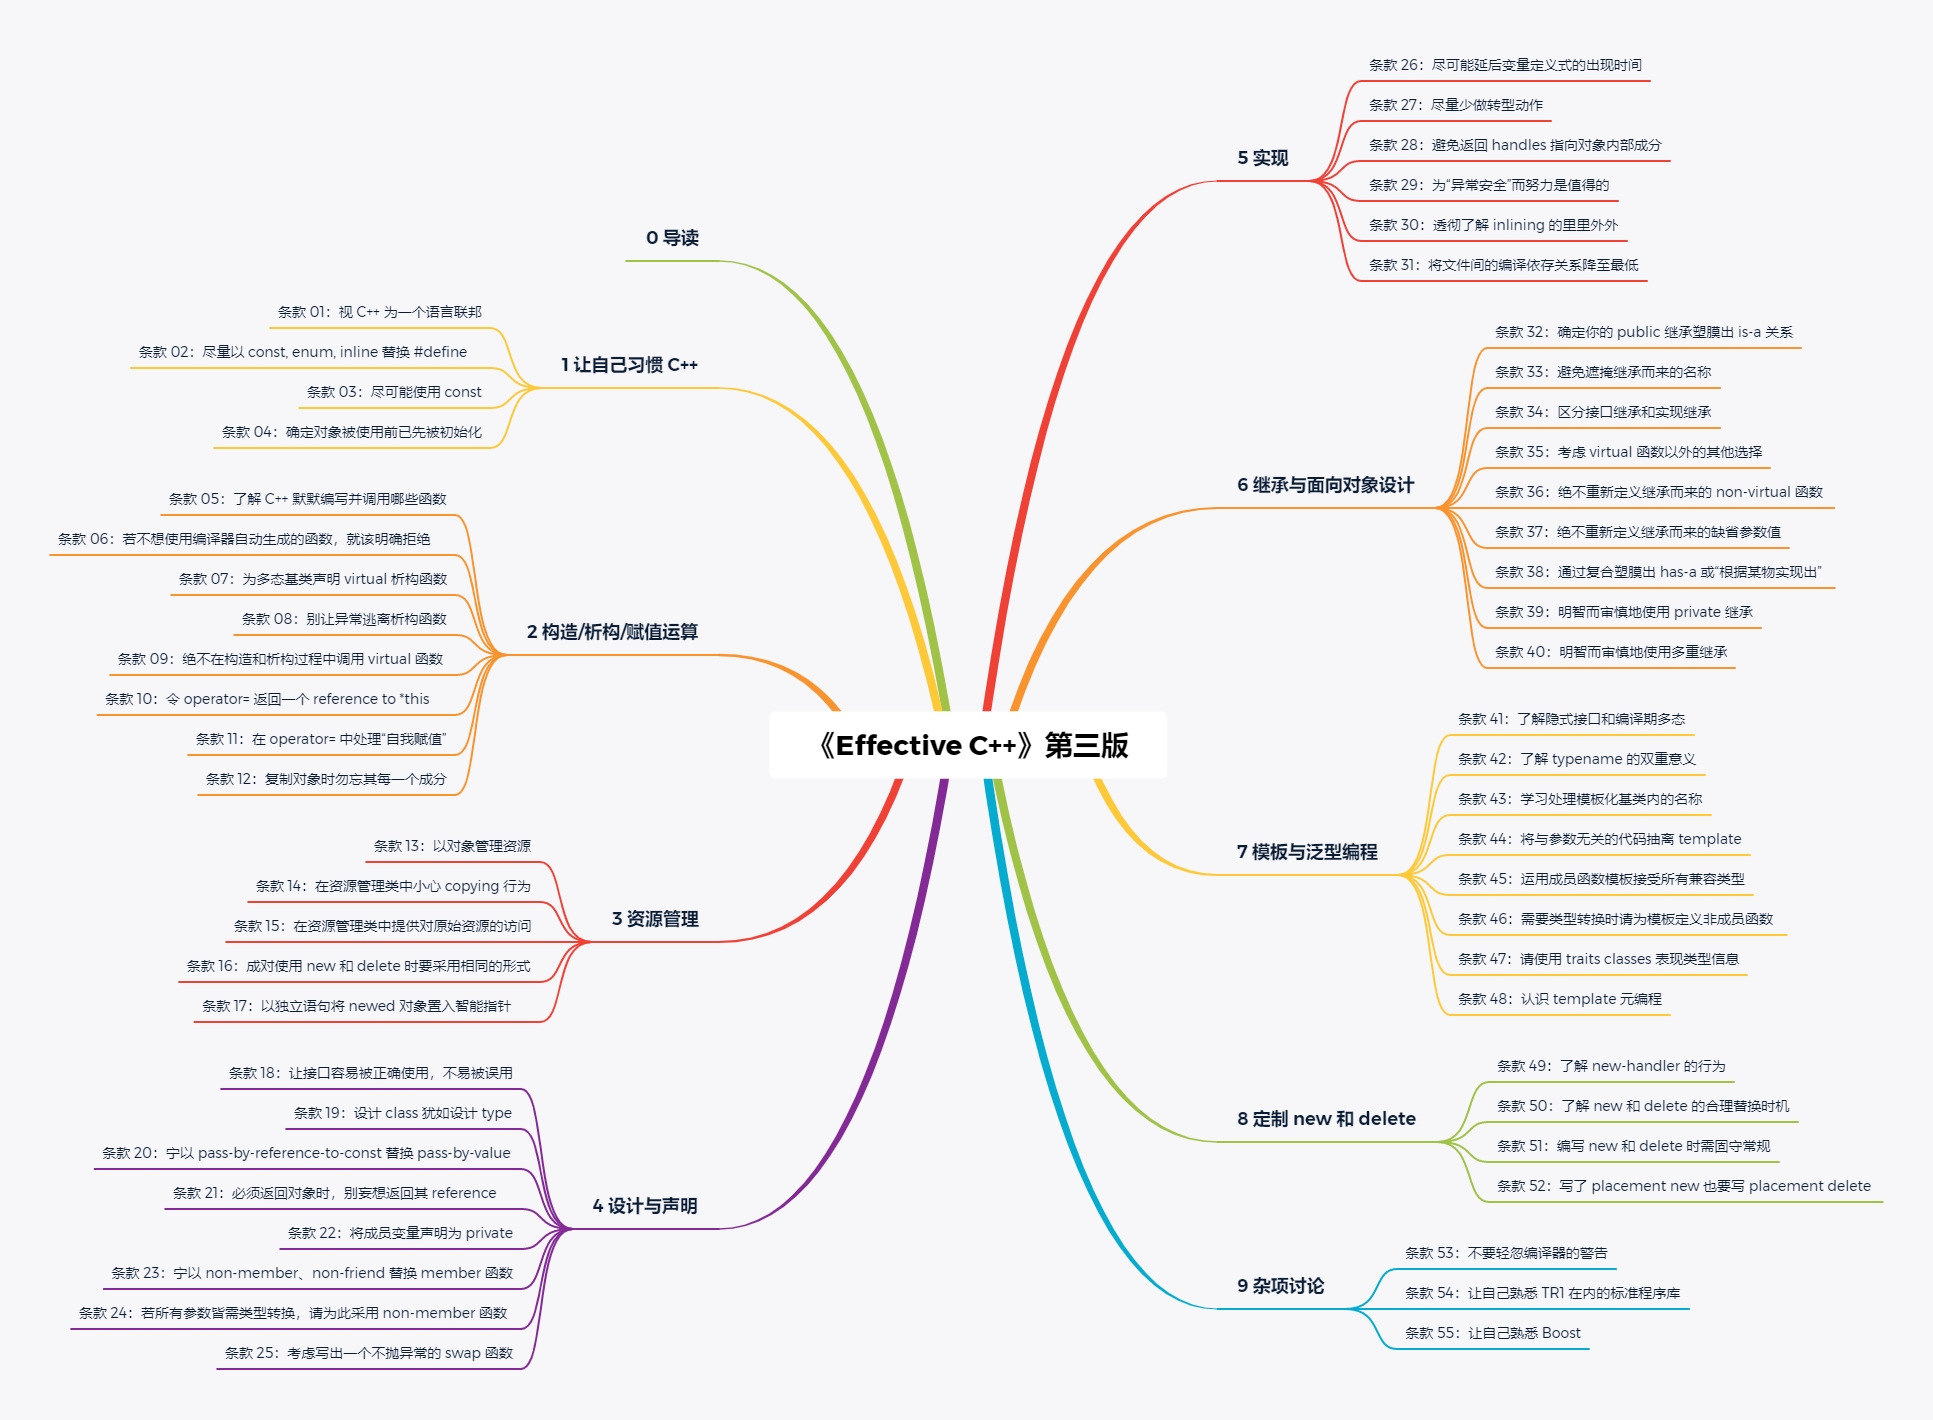 《Effective C++》第三版
0 导读
1 让自己习惯 C++
条款 01：视 C++ 为一个语言联邦
条款 02：尽量以 const, enum, inline 替换 #define
条款 03：尽可能使用 const
条款 04：确定对象被使用前已先被初始化
2 构造/析构/赋值运算
条款 05：了解 C++ 默默编写并调用哪些函数
条款 06：若不想使用编译器自动生成的函数，就该明确拒绝
条款 07：为多态基类声明 virtual 析构函数
条款 08：别让异常逃离析构函数
条款 09：绝不在构造和析构过程中调用 virtual 函数
条款 10：令 operator= 返回一个 reference to *this
条款 11：在 operator= 中处理“自我赋值”
条款 12：复制对象时勿忘其每一个成分
3 资源管理
条款 13：以对象管理资源
条款 14：在资源管理类中小心 copying 行为
条款 15：在资源管理类中提供对原始资源的访问
条款 16：成对使用 new 和 delete 时要采用相同的形式
条款 17：以独立语句将 newed 对象置入智能指针
4 设计与声明
条款 18：让接口容易被正确使用，不易被误用
条款 19：设计 class 犹如设计 type
条款 20：宁以 pass-by-reference-to-const 替换 pass-by-value
条款 21：必须返回对象时，别妄想返回其 reference
条款 22：将成员变量声明为 private
条款 23：宁以 non-member、non-friend 替换 member 函数
条款 24：若所有参数皆需类型转换，请为此采用 non-member 函数
条款 25：考虑写出一个不抛异常的 swap 函数
5 实现
条款 26：尽可能延后变量定义式的出现时间
条款 27：尽量少做转型动作
条款 28：避免返回 handles 指向对象内部成分
条款 29：为“异常安全”而努力是值得的
条款 30：透彻了解 inlining 的里里外外
条款 31：将文件间的编译依存关系降至最低
6 继承与面向对象设计
条款 32：确定你的 public 继承塑膜出 is-a 关系
条款 33：避免遮掩继承而来的名称
条款 34：区分接口继承和实现继承
条款 35：考虑 virtual 函数以外的其他选择
条款 36：绝不重新定义继承而来的 non-virtual 函数
条款 37：绝不重新定义继承而来的缺省参数值
条款 38：通过复合塑膜出 has-a 或“根据某物实现出”
条款 39：明智而审慎地使用 private 继承
条款 40：明智而审慎地使用多重继承
7 模板与泛型编程
条款 41：了解隐式接口和编译期多态
条款 42：了解 typename 的双重意义
条款 43：学习处理模板化基类内的名称
条款 44：将与参数无关的代码抽离 template
条款 45：运用成员函数模板接受所有兼容类型
条款 46：需要类型转换时请为模板定义非成员函数
条款 47：请使用 traits classes 表现类型信息
条款 48：认识 template 元编程
8 定制 new 和 delete
条款 49：了解 new-handler 的行为
条款 50：了解 new 和 delete 的合理替换时机
条款 51：编写 new 和 delete 时需固守常规
条款 52：写了 placement new 也要写 placement delete
9 杂项讨论
条款 53：不要轻忽编译器的警告
条款 54：让自己熟悉 TR1 在内的标准程序库
条款 55：让自己熟悉 Boost